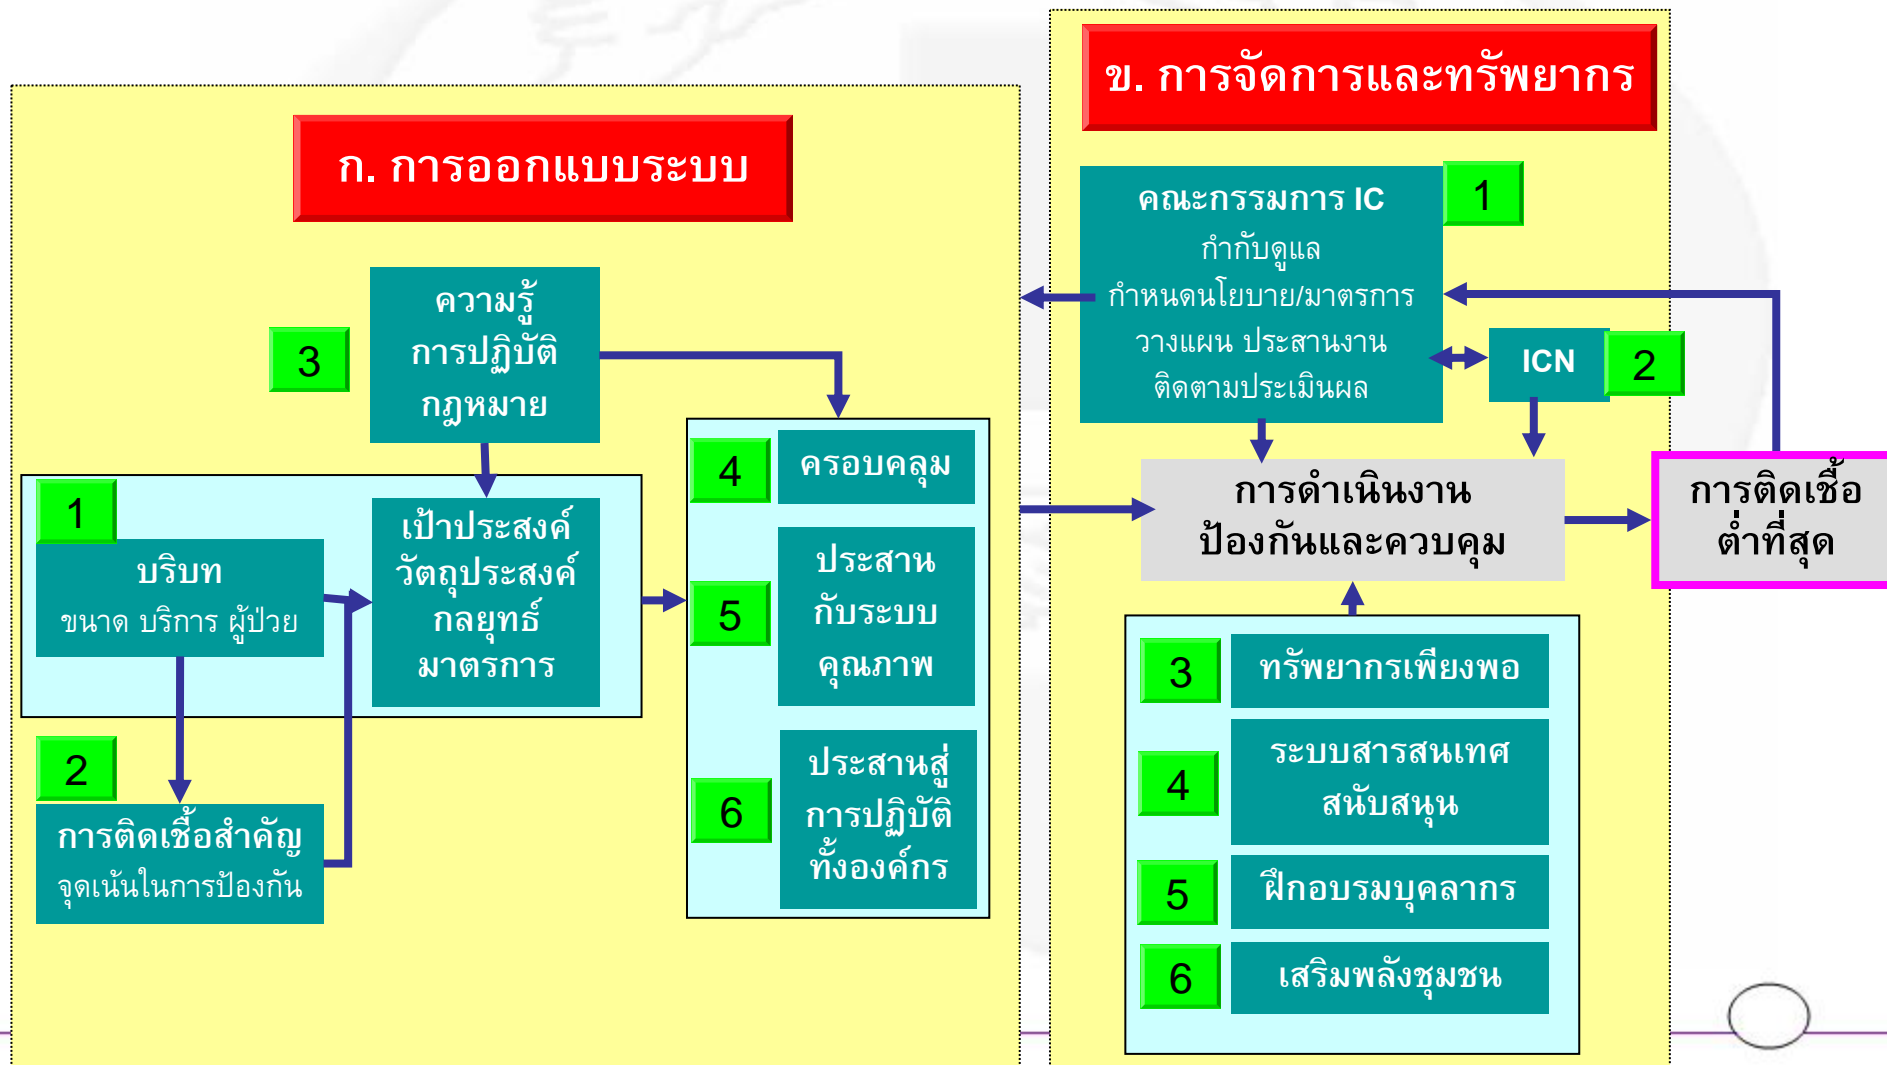 ก. การออกแบบระบบ
3
ความรู้
การปฏิบัติ
กฎหมาย
1
บริบท
ขนาด บริการ ผู้ป่วย
เป้าประสงค์
วัตถุประสงค์
กลยุทธ์
มาตรการ
2
การติดเชื้อสำคัญ
จุดเน้นในการป้องกัน
4
ครอบคลุม
5
ประสาน
กับระบบ
คุณภาพ
6
ประสานสู่
การปฏิบัติ
ทั้งองค์กร
ข. การจัดการและทรัพยากร
คณะกรรมการ IC
กำกับดูแล
กำหนดนโยบาย/มาตรการ
วางแผน ประสานงาน
ติดตามประเมินผล
1
ICN
2
การดำเนินงาน
ป้องกันและควบคุม
การติดเชื้อ
ต่ำที่สุด
3
ทรัพยากรเพียงพอ
4
ระบบสารสนเทศ
สนับสนุน
5
ฝึกอบรมบุคลากร
6
เสริมพลังชุมชน